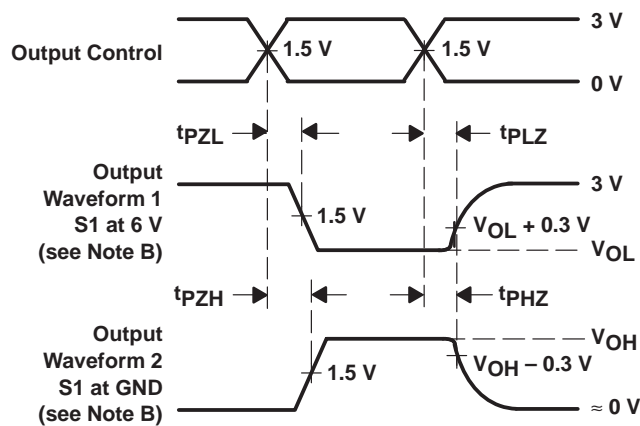 3 V
Output Control
1.5 V
1.5 V
0 V
tPZL
tPLZ
Output
Waveform 1
S1 at 6 V
(see Note B)
3 V
1.5 V
VOL + 0.3 V
VOL
tPZH
tPHZ
Output
Waveform 2
S1 at GND
(see Note B)
VOH
1.5 V
VOH – 0.3 V
≈ 0 V